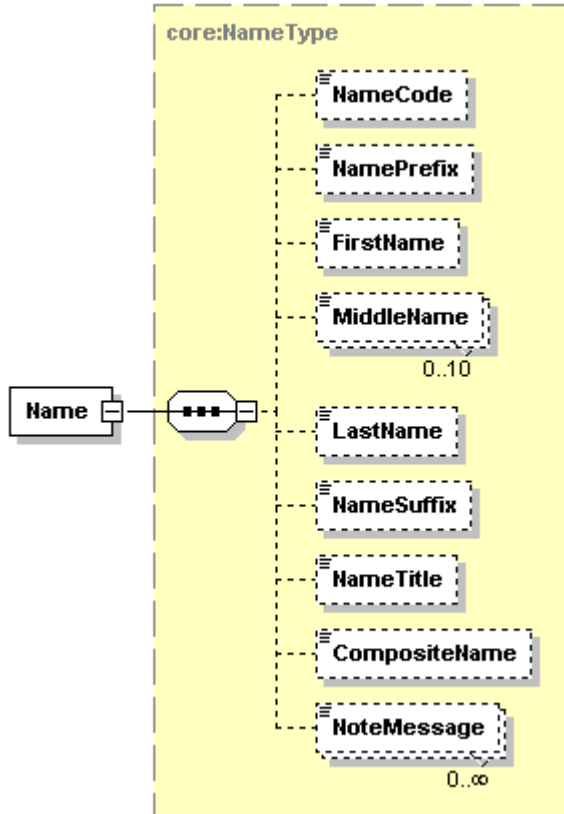 core:NameType
NameCode
NamePrefix
FirstName
MiddleName
0..10
Name
LastName
NameSuffix
NameTitle
CompositeName
NoteMessage
0..∞